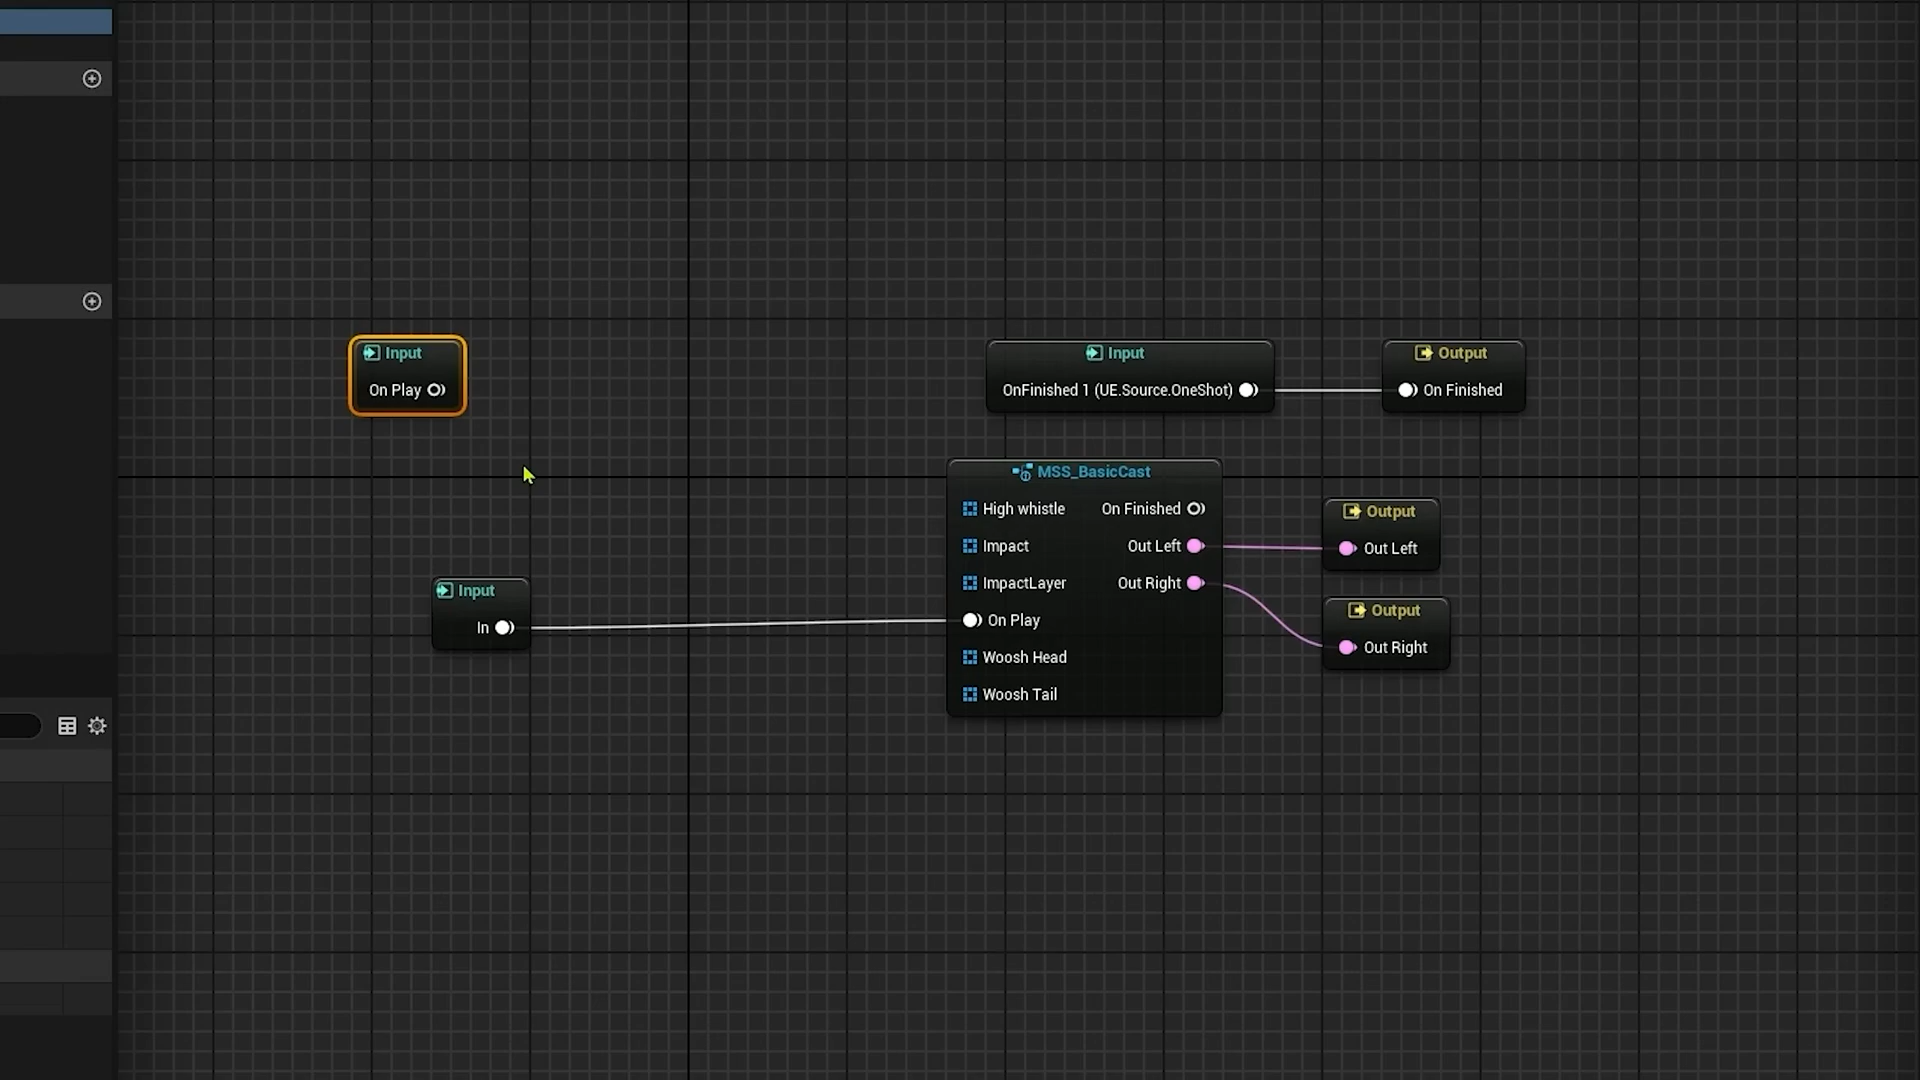 Input
On Play
Input
OnFinished 1 (UE.Source.OneShot)
Output
On Finished
MSS_BasicCast
High whistle
On Finished
Impact
Out Left
ImpactLayer
Out Right
On Play
Woosh Head
Woosh Tail
Output
Out Left
Output
Out Right
Input
In